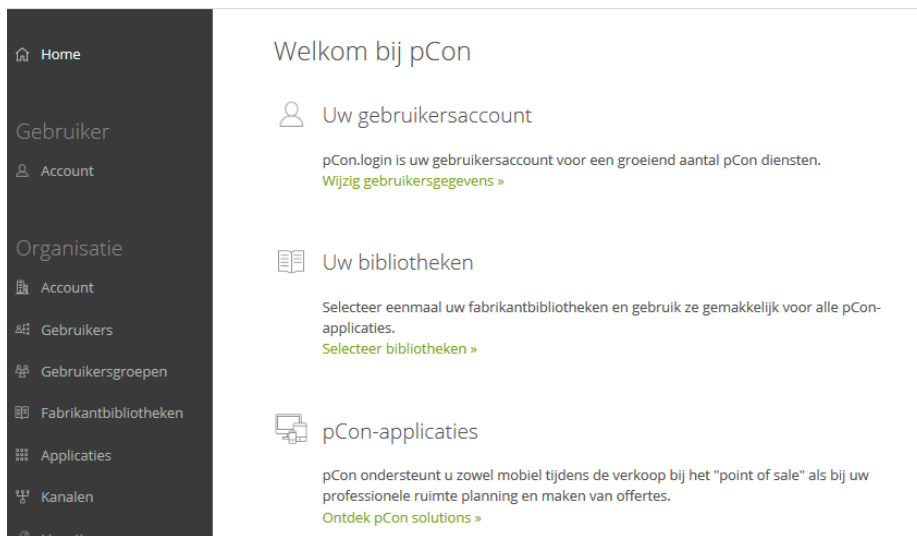 Home
Gebruiker
Account
Organisatie
Account
Gebruikers
Gebruikersgroepen
Fabrikantbibliotheken
Applicaties
Kanalen
Welkom bij pCon
Uw gebruikersaccount
pCon.login is uw gebruikersaccount voor een groeiend aantal pCon diensten.
Wijzig gebruikersgegevens »
Uw bibliotheken
Selecteer eenmaal uw fabrikantbibliotheken en gebruik ze gemakkelijk voor alle pCon-
applicaties.
Selecteer bibliotheken »
pCon-applicaties
pCon ondersteunt u zowel mobiel tijdens de verkoop bij het "point of sale" als bij uw
professionele ruimte planning en maken van offertes.
Ontdek pCon solutions »